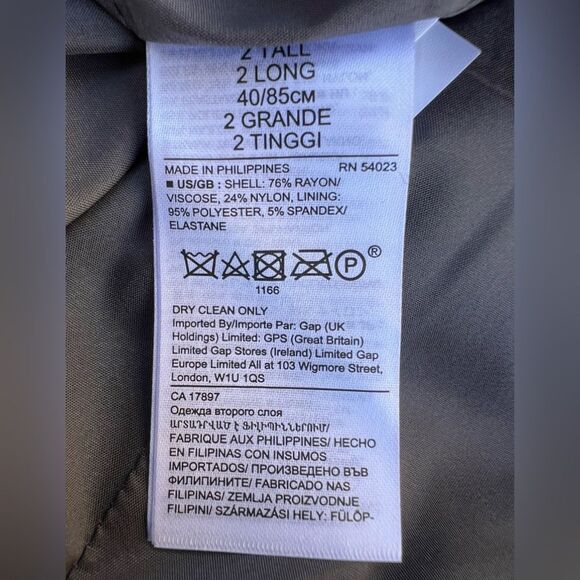 2 TALL
2 LONG
40/85см
2 GRANDE
2 TINGGI
MADE IN PHILIPPINES RN 54023
■ US/GB : SHELL: 76% RAYON/
VISCOSE, 24% NYLON, LINING:
95% POLYESTER, 5% SPANDEX/
ELASTANE
P ®
1166
DRY CLEAN ONLY
Imported By/Importe Par: Gap (UK
Holdings) Limited: GPS (Great Britain)
Limited Gap Stores (Ireland) Limited Gap
Europe Limited All at 103 Wigmore Street,
London, W1U 1QS
CA 17897
Одежда второго слоя
ԱՐՏԱԴՐՎԱԾ Է ՖԻԼԻՊԻՆՆԵՐՈՒՄ/
FABRIQUE AUX PHILIPPINES/ HECHO
EN FILIPINAS CON INSUMOS
IMPORTADOS/ ПРОИЗВЕДЕНО ВЪВ
ФИЛИПИНИТЕ/ FABRICADO NAS
FILIPINAS/ ZEMLJA PROIZVODNJE
FILIPINI/ SZÁRMAZÁSI HELY: FÜLÖP-